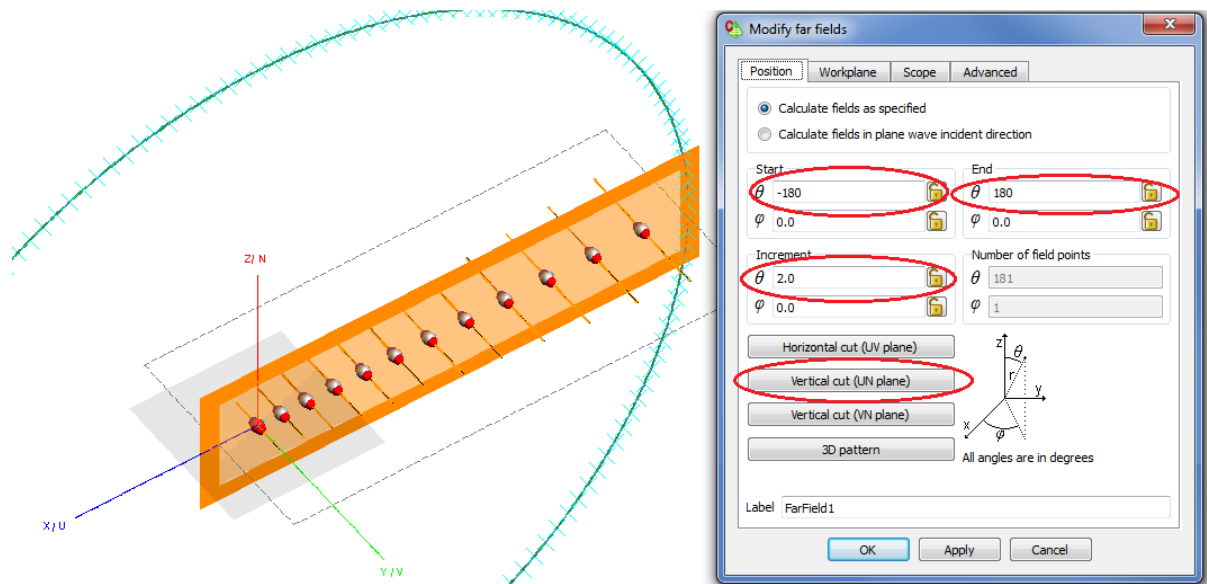 Z/N
X/U
Y/V
Modify far fields
Position Workplane Scope Advanced
Calculate fields as specified
Calculate fields in plane wave incident direction
Start
θ -180
φ 0.0
End
θ 180
φ 0.0
Increment
θ 2.0
φ 0.0
Number of field points
θ 181
φ 1
Horizontal cut (UV plane)
Vertical cut (UN plane)
Vertical cut (VN plane)
3D pattern
z
θ
r
y
x
φ
All angles are in degrees
Label FarField1
OK Apply Cancel